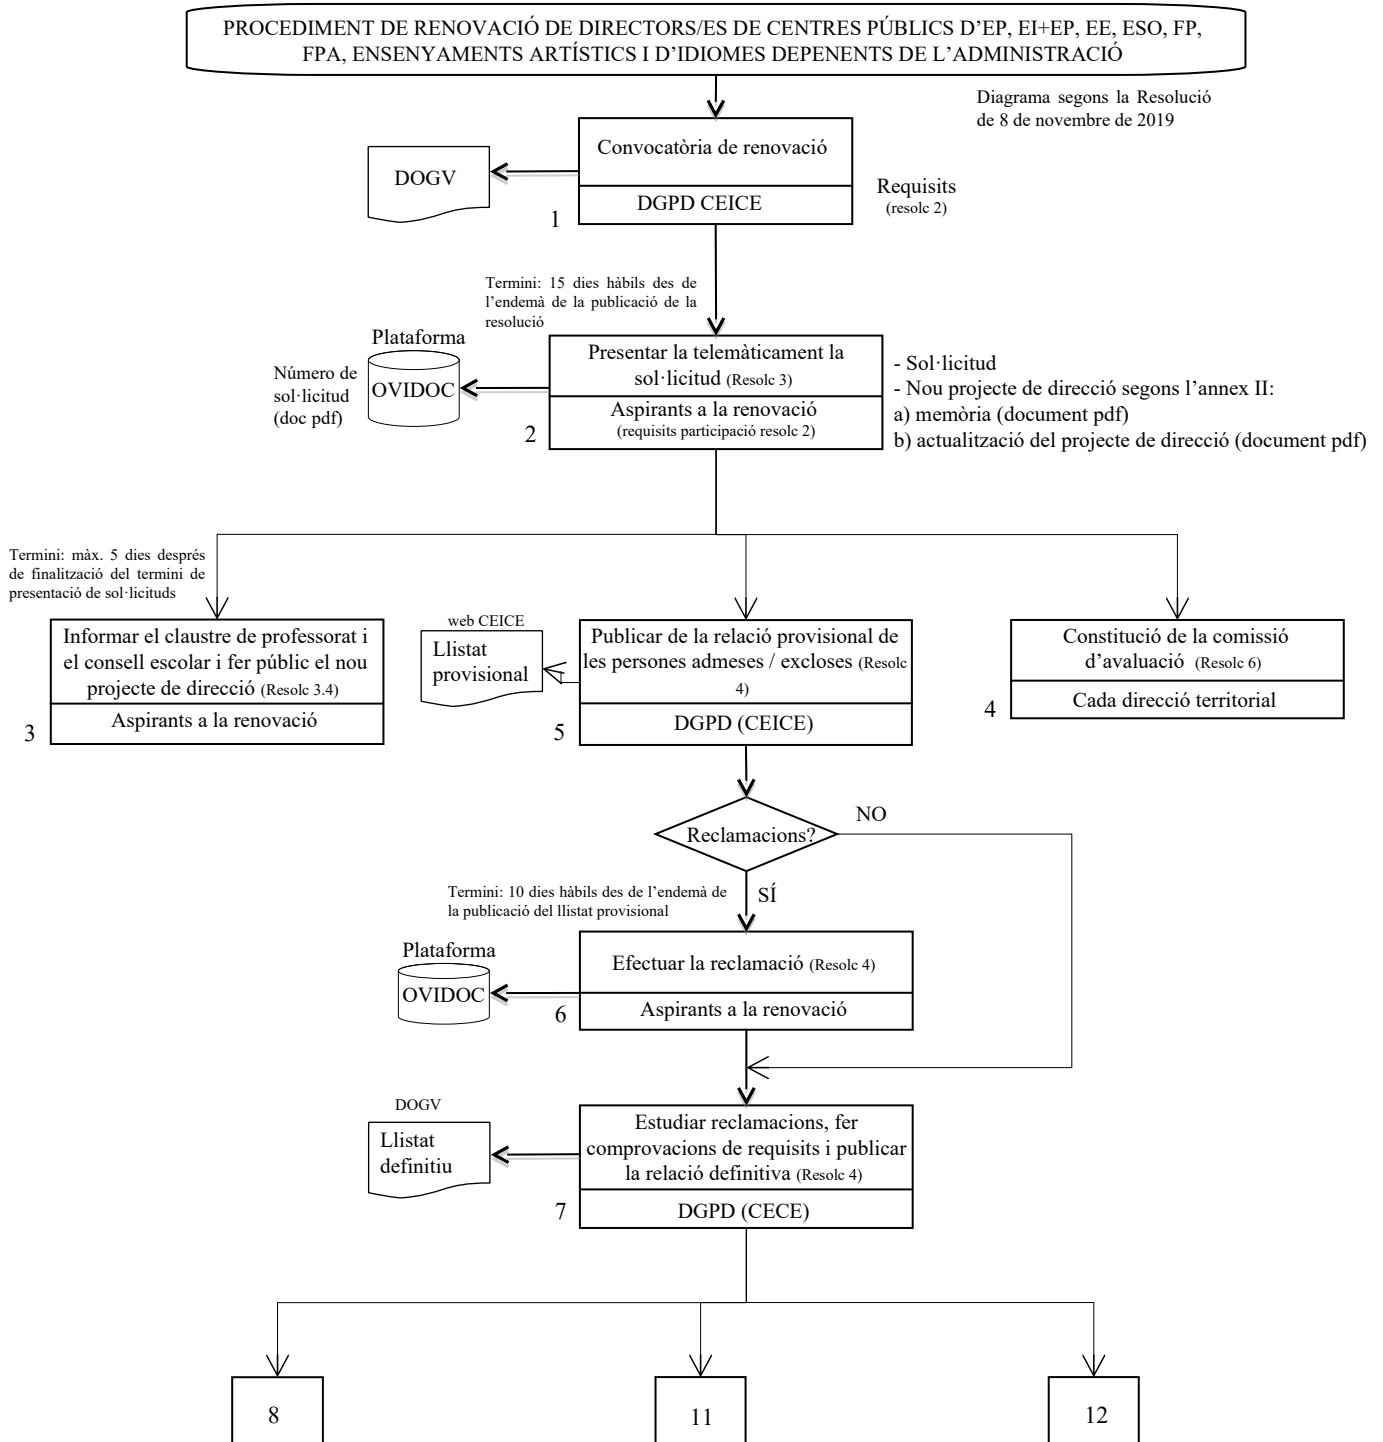 PROCEDIMENT DE RENOVACIÓ DE DIRECTORS/ES DE CENTRES PÚBLICS D’EP, EI+EP, EE, ESO, FP,
FPA, ENSENYAMENTS ARTÍSTICS I D’IDIOMES DEPENENTS DE L’ADMINISTRACIÓ
Diagrama segons la Resolució
de 8 de novembre de 2019
Convocatòria de renovació
DGPD CEICE
DOGV
1
Requisits
(resolc 2)
Termini: 15 dies hàbils des de
l’endemà de la publicació de la
resolució
Plataforma
OVIDOC
Número de
sol·licitud
(doc pdf)
Presentar la telemàticament la
sol·licitud (Resolc 3)
Aspirants a la renovació
(requisits participació resolc 2)
2
- Sol·licitud
- Nou projecte de direcció segons l’annex II:
a) memòria (document pdf)
b) actualització del projecte de direcció (document pdf)
Termini: màx. 5 dies després
de finalització del termini de
presentació de sol·licituds
Informar el claustre de professorat i
el consell escolar i fer públic el nou
projecte de direcció (Resolc 3.4)
Aspirants a la renovació
3
web CEICE
Llistat
provisional
Publicar de la relació provisional de
les persones admeses / excloses (Resolc
4)
DGPD (CEICE)
5
Constitució de la comissió
d’avaluació (Resolc 6)
Cada direcció territorial
4
Reclamacions?
NO
SÍ
Termini: 10 dies hàbils des de l’endemà de
la publicació del llistat provisional
Plataforma
OVIDOC
Efectuar la reclamació (Resolc 4)
Aspirants a la renovació
6
DOGV
Llistat
definitiu
Estudiar reclamacions, fer
comprovacions de requisits i publicar
la relació definitiva (Resolc 4)
DGPD (CECE)
7
8
11
12